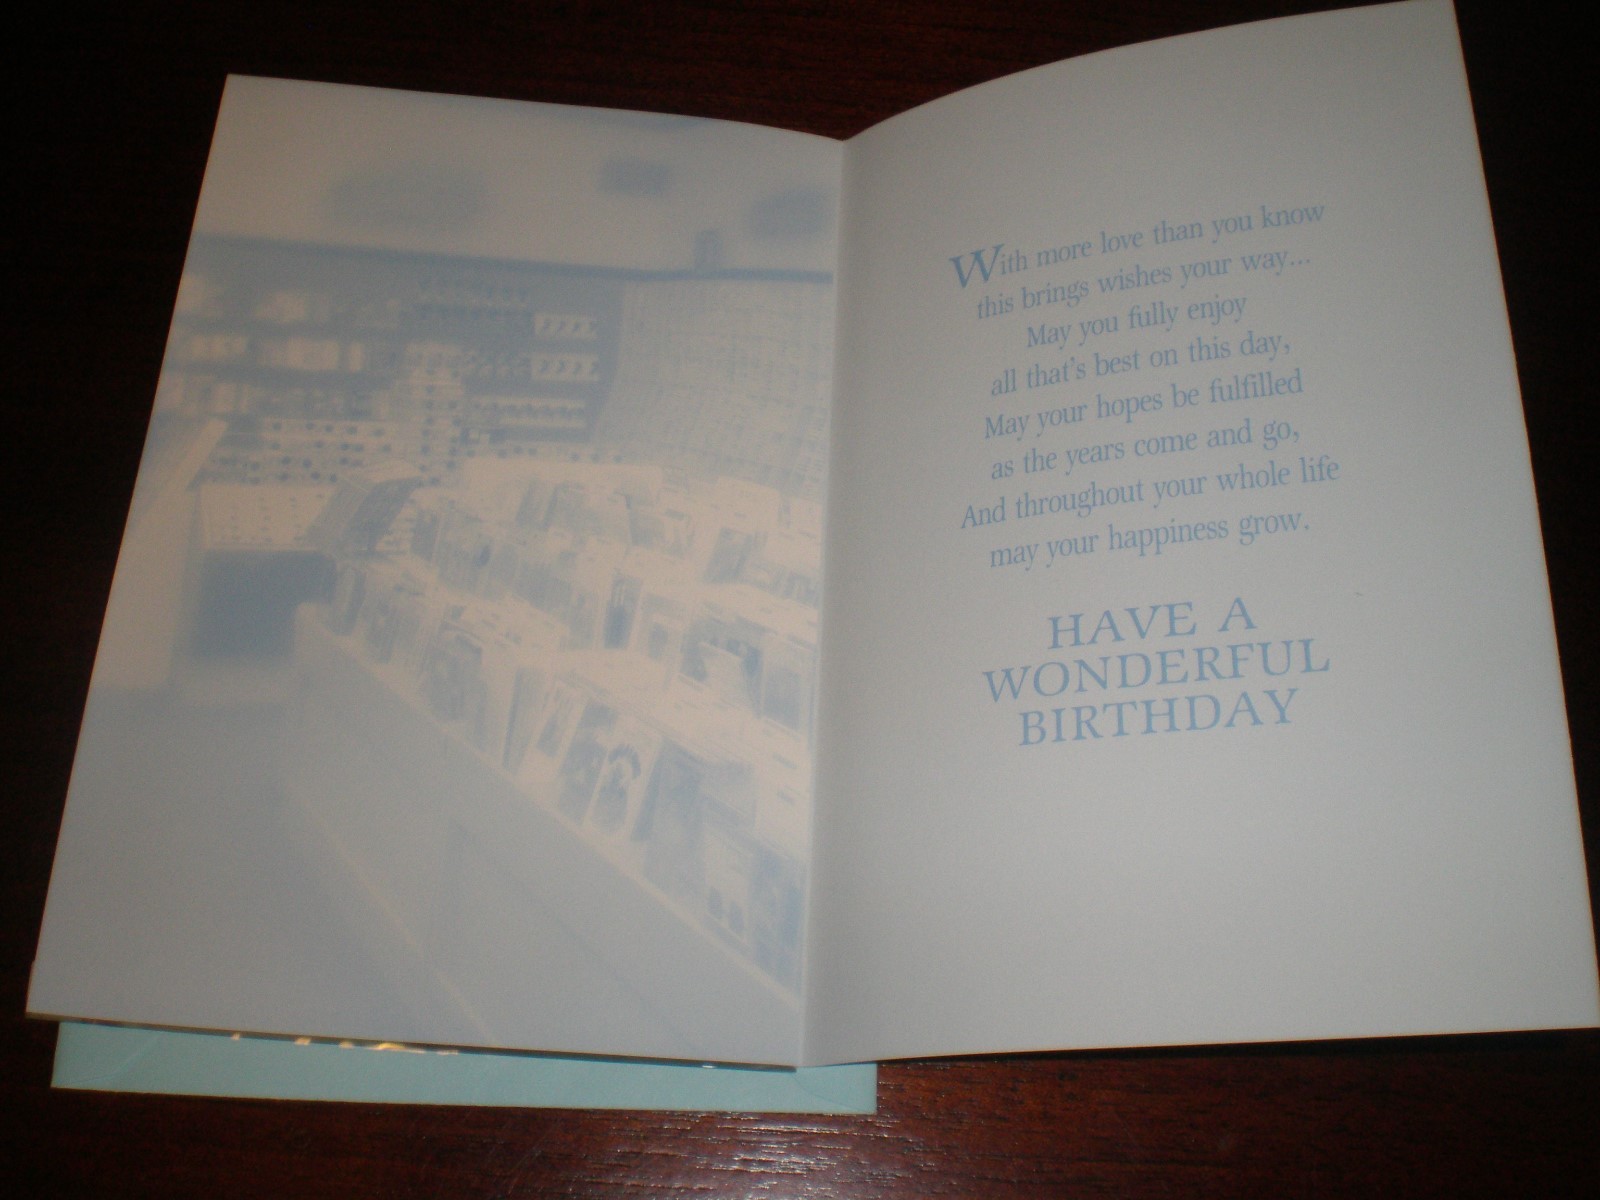 With more love than you know
this brings wishes your way...
May you fully enjoy
all that's best on this day,
May your hopes be fulfilled
as the years come and go,
And throughout your whole life
may your happiness grow.
HAVE A
WONDERFUL
BIRTHDAY